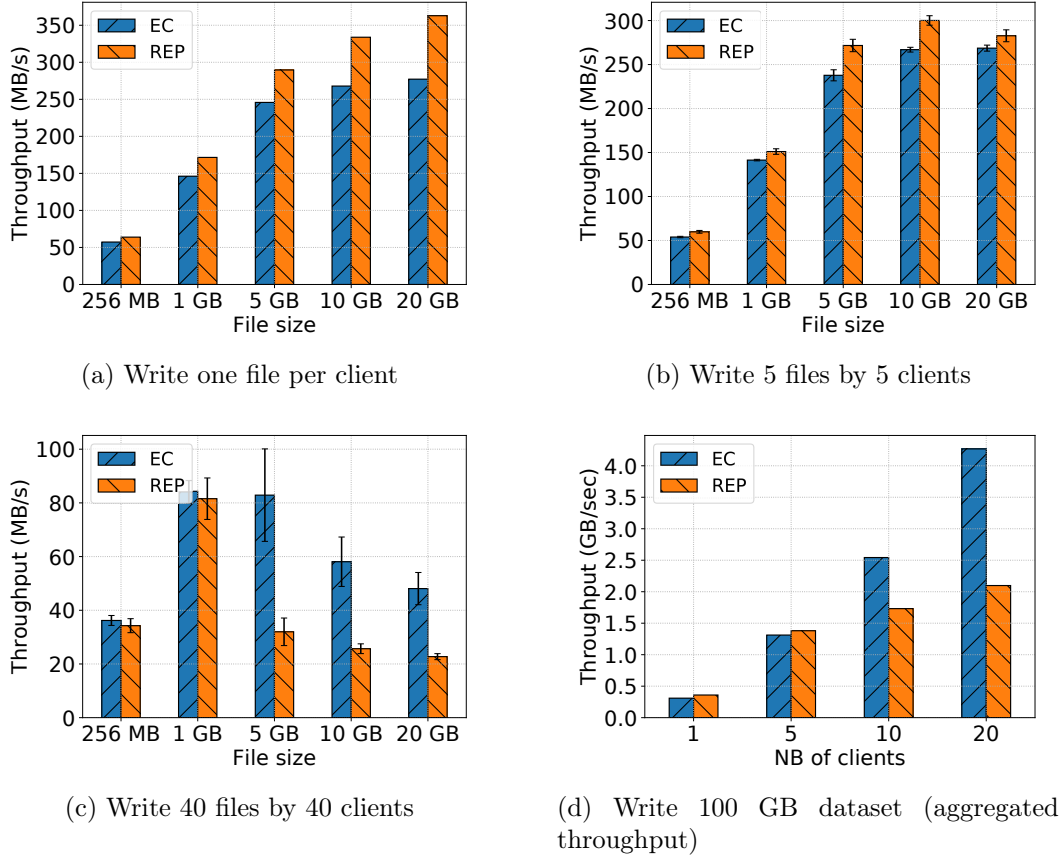 Throughput (MB/s)
350
300
250
200
150
100
50
0
EC
REP
256 MB 1 GB 5 GB 10 GB 20 GB
File size
(a) Write one file per client
Throughput (MB/s)
300
250
200
150
100
50
0
EC
REP
256 MB 1 GB 5 GB 10 GB 20 GB
File size
(b) Write 5 files by 5 clients
Throughput (MB/s)
100
80
60
40
20
0
EC
REP
256 MB 1 GB 5 GB 10 GB 20 GB
File size
(c) Write 40 files by 40 clients
Throughput (GB/sec)
4.0
3.5
3.0
2.5
2.0
1.5
1.0
0.5
0.0
EC
REP
1 5 10 20
NB of clients
(d) Write 100 GB dataset (aggregated
throughput)